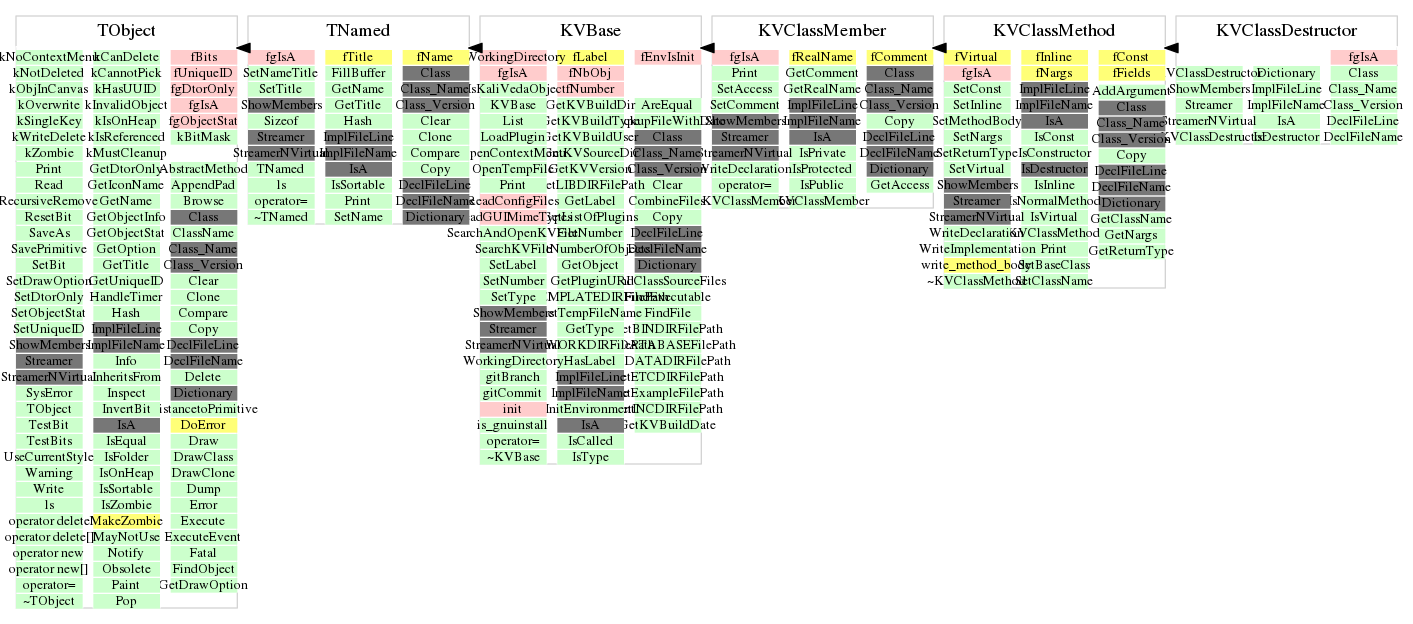 TObject
kNoContextMenu
kNotDeleted
kObjInCanvas
kOverwrite
kSingleKey
kWriteDelete
kZombie
Print
Read
RecursiveRemove
ResetBit
SaveAs
SavePrimitive
SetBit
SetDrawOption
SetDtorOnly
SetObjectStat
SetUniqueID
ShowMembers
Streamer
StreamerNVirtual
SysError
TObject
TestBit
TestBits
UseCurrentStyle
Warning
Write
ls
operator delete
operator delete[]
operator new
operator new[]
operator=
~TObject
kCanDelete
kCannotPick
kHasUUID
kInvalidObject
kIsOnHeap
kIsReferenced
kMustCleanup
GetDtorOnly
GetIconName
GetName
GetObjectInfo
GetObjectStat
GetOption
GetTitle
GetUniqueID
HandleTimer
Hash
ImplFileLine
ImplFileName
Info
InheritsFrom
Inspect
InvertBit
IsA
IsEqual
IsFolder
IsOnHeap
IsSortable
IsZombie
MakeZombie
MayNotUse
Notify
Obsolete
Paint
Pop
fBits
fUniqueID
fgDtorOnly
fgIsA
fgObjectStat
kBitMask
AbstractMethod
AppendPad
Browse
Class
ClassName
Class_Name
Class_Version
Clear
Clone
Compare
Copy
DeclFileLine
DeclFileName
Delete
Dictionary
istancetoPrimitive
DoError
Draw
DrawClass
DrawClone
Dump
Error
Execute
ExecuteEvent
Fatal
FindObject
GetDrawOption
TNamed
fgIsA
SetNameTitle
SetTitle
ShowMembers
Sizeof
Streamer
StreamerNVirtual
TNamed
ls
operator=
~TNamed
fTitle
FillBuffer
GetName
GetTitle
Hash
ImplFileLine
ImplFileName
IsA
IsSortable
Print
SetName
fName
Class
Class_Name
Class_Version
Clear
Clone
Compare
Copy
DeclFileLine
DeclFileName
Dictionary
KVBase
WorkingDirectory
fgIsA
IsKaliVedaObject
KVBase
List
LoadPlugin
OpenContextMenu
OpenTempFile
Print
ReadConfigFiles
ReadGUIMimeTypes
SearchAndOpenKVFile
SearchKVFile
SetLabel
SetNumber
SetType
ShowMembers
Streamer
StreamerNVirtual
WorkingDirectory
gitBranch
gitCommit
init
is_gnuinstall
operator=
~KVBase
fLabel
fNbObj
fNumber
GetKVBuildDir
GetKVBuildType
GetKVBuildUser
GetKVSourceDir
GetKVVersion
GetLIBDIRFilePath
GetLabel
GetListOfPlugins
GetNumber
GetNumberOfObjects
GetObject
GetPluginURI
GetTempFileName
GetType
WORKDIRFilePath
HasLabel
ImplFileLine
ImplFileName
InitEnvironment
IsA
IsCalled
IsType
fEnvIsInit
AreEqual
Class
Class_Name
Class_Version
Clear
CombineFiles
Copy
DeclFileLine
DeclFileName
Dictionary
ClassSourceFiles
FindExecutable
FindFile
etBINDIRFilePath
DATABASEFilePath
DATADIRFilePath
etETCDIRFilePath
etExampleFilePath
INCDIRFilePath
GetKVBuildDate
KVClassMember
fgIsA
Print
SetAccess
SetComment
ShowMembers
Streamer
StreamerNVirtual
WriteDeclaration
operator=
~KVClassMember
fRealName
GetComment
GetRealName
ImplFileLine
ImplFileName
IsA
IsPrivate
IsProtected
IsPublic
KVClassMember
fComment
Class
Class_Name
Class_Version
Copy
DeclFileLine
DeclFileName
Dictionary
GetAccess
KVClassMethod
fVirtual
fgIsA
SetConst
SetInline
SetMethodBody
SetNargs
SetReturnType
SetVirtual
ShowMembers
Streamer
StreamerNVirtual
WriteDeclaration
WriteImplementation
write_method_body
~KVClassMethod
fInline
fNargs
ImplFileLine
ImplFileName
IsA
IsConst
IsConstructor
IsDestructor
IsInline
IsNormalMethod
IsVirtual
KVClassMethod
Print
SetBaseClass
SetClassName
fConst
fFields
AddArgument
Class
Class_Name
Class_Version
Copy
DeclFileLine
DeclFileName
Dictionary
GetClassName
GetNargs
GetReturnType
KVClassDestructor
KVClassDestructor
ShowMembers
Streamer
StreamerNVirtual
~KVClassDestructor
Dictionary
ImplFileLine
ImplFileName
IsA
IsDestructor
fgIsA
Class
Class_Name
Class_Version
DeclFileLine
DeclFileName